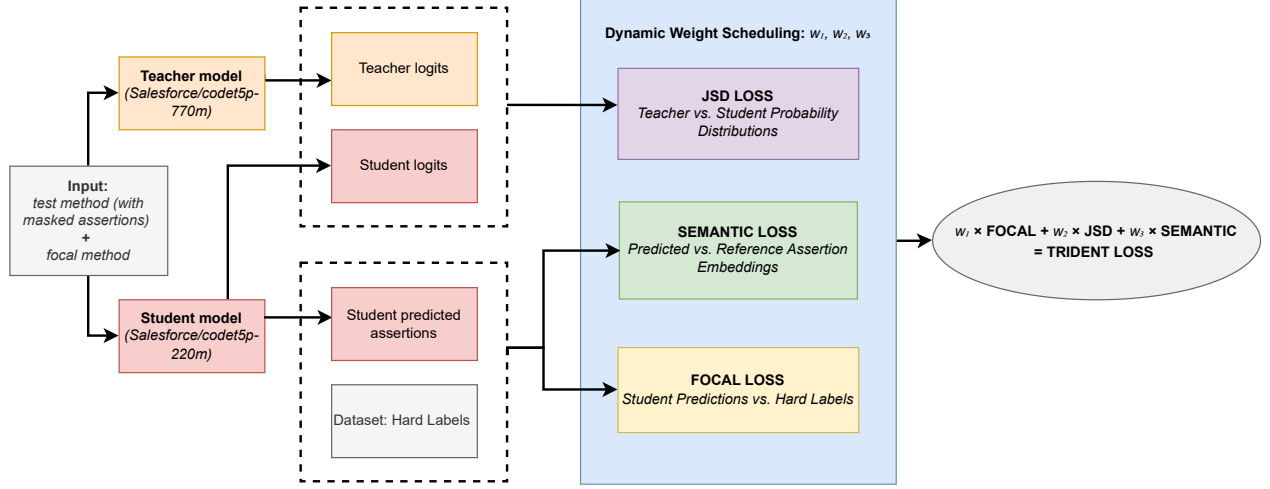 Input:
test method (with
masked assertions)
+
focal method
Teacher model
(Salesforce/codet5p-
770m)
Student model
(Salesforce/codet5p-
220m)
Teacher logits
Student logits
Student predicted
assertions
Dataset: Hard Labels
Dynamic Weight Scheduling: w₁, w₂, w₃
JSD LOSS
Teacher vs. Student Probability
Distributions
SEMANTIC LOSS
Predicted vs. Reference Assertion
Embeddings
FOCAL LOSS
Student Predictions vs. Hard Labels
w₁ × FOCAL + w₂ × JSD + w₃ × SEMANTIC
= TRIDENT LOSS